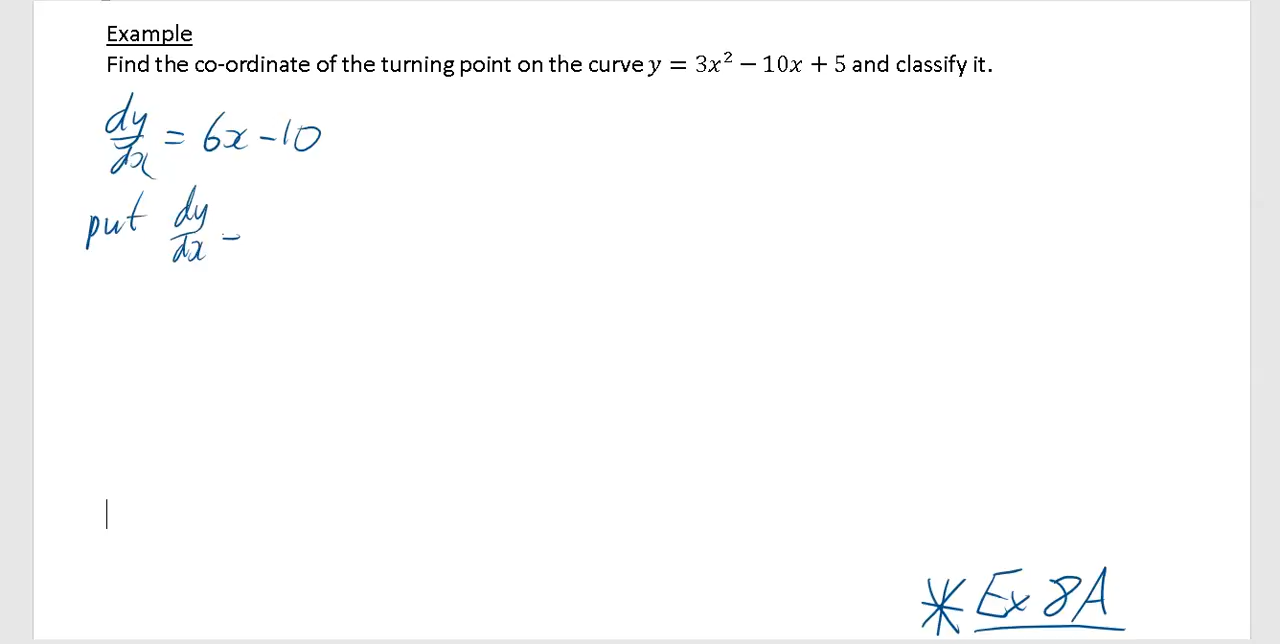 Example
Find the co-ordinate of the turning point on the curve y = 3x² − 10x + 5 and classify it.
dy/dx = 6x - 10
put dy/dx -
* Ex 8A